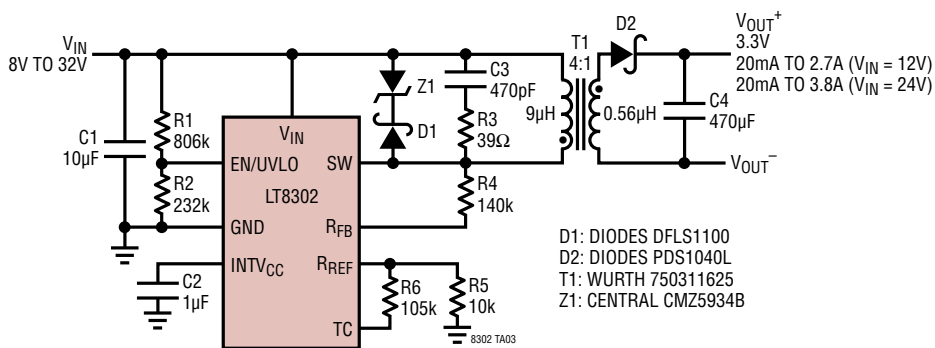 VIN
8V TO 32V
C1
10µF
R1
806k
R2
232k
VIN
EN/UVLO
LT8302
GND
INTVCC
SW
RFB
RREF
TC
C2
1µF
Z1
D1
C3
470pF
R3
39Ω
R4
140k
R6
105k
R5
10k
8302 TA03
T1
4:1
9µH
0.56µH
D2
C4
470µF
VOUT+
3.3V
20mA TO 2.7A (VIN = 12V)
20mA TO 3.8A (VIN = 24V)
VOUT–
D1: DIODES DFLS1100
D2: DIODES PDS1040L
T1: WURTH 750311625
Z1: CENTRAL CMZ5934B